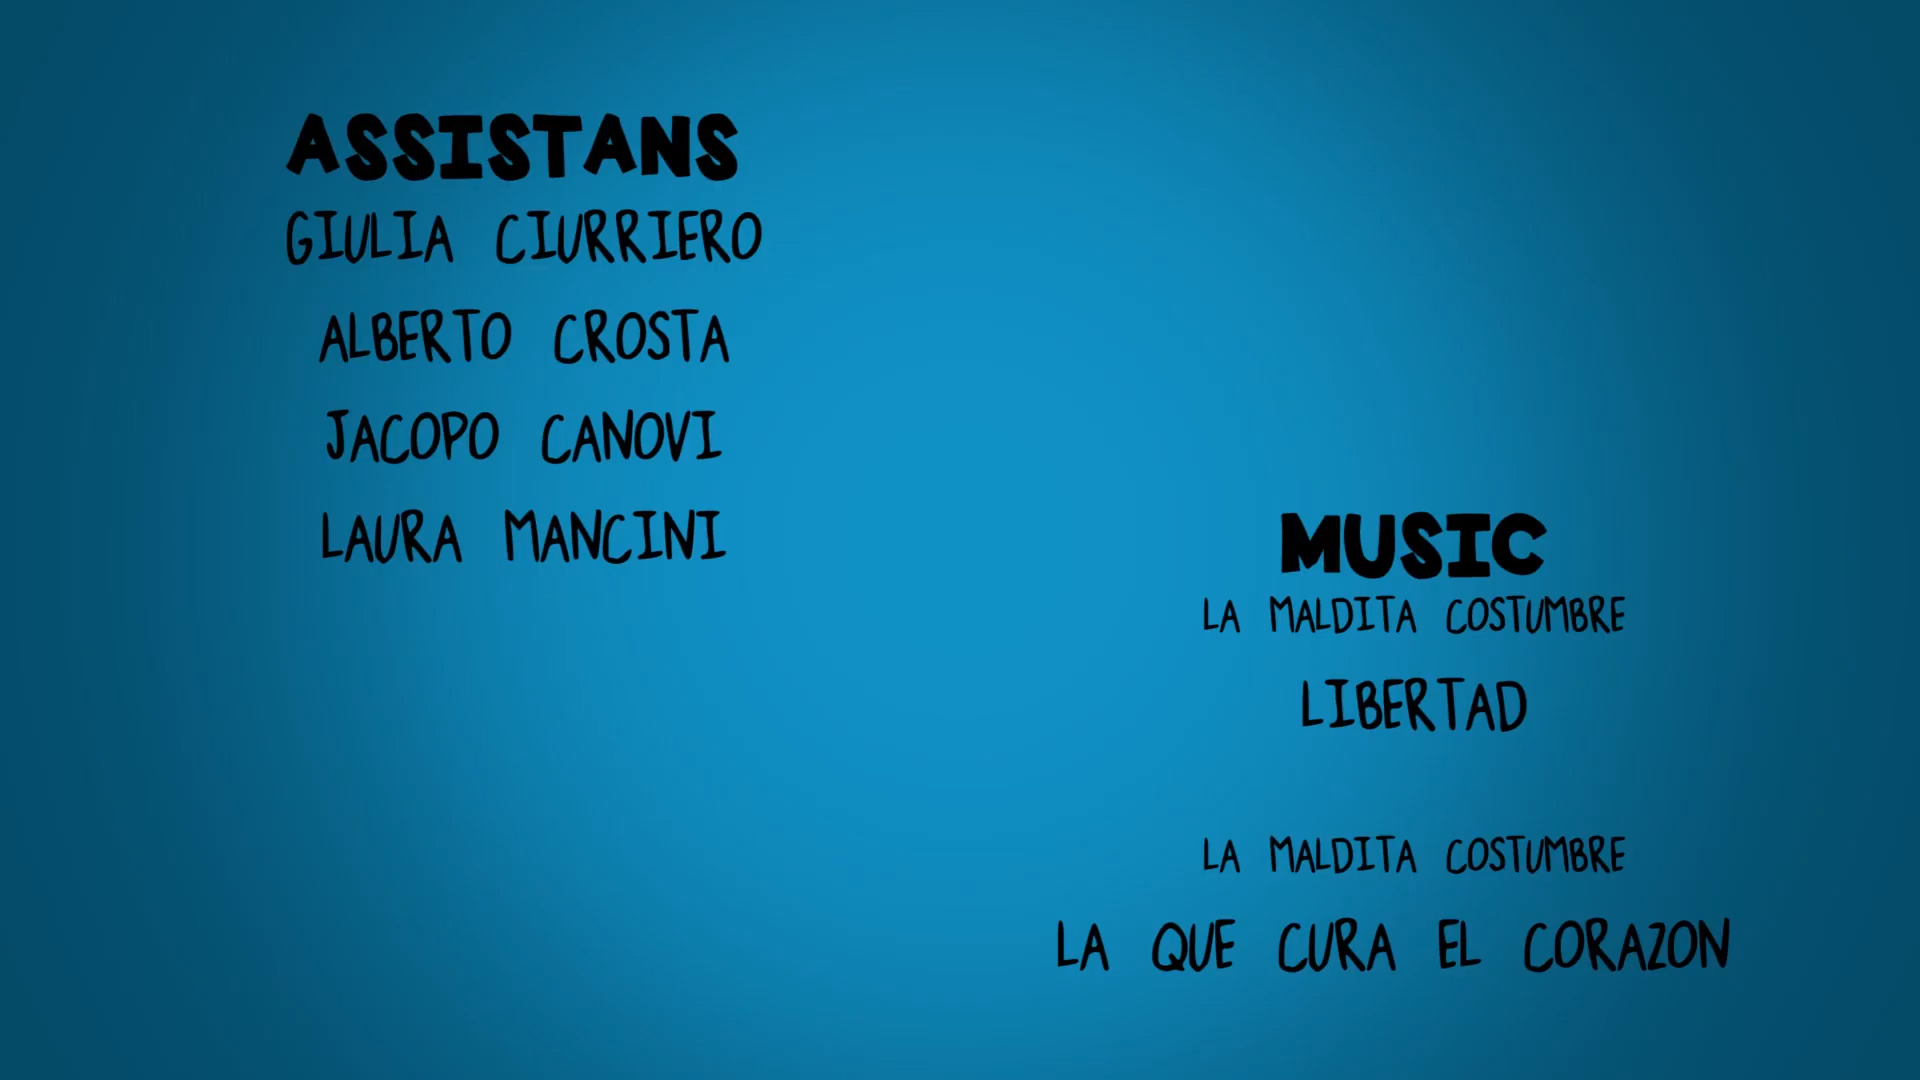 ASSISTANS
GIULIA CIURRIERO
ALBERTO CROSTA
JACOPO CANOVI
LAURA MANCINI
MUSIC
LA MALDITA COSTUMBRE
LIBERTAD
LA MALDITA COSTUMBRE
LA QUE CURA EL CORAZON